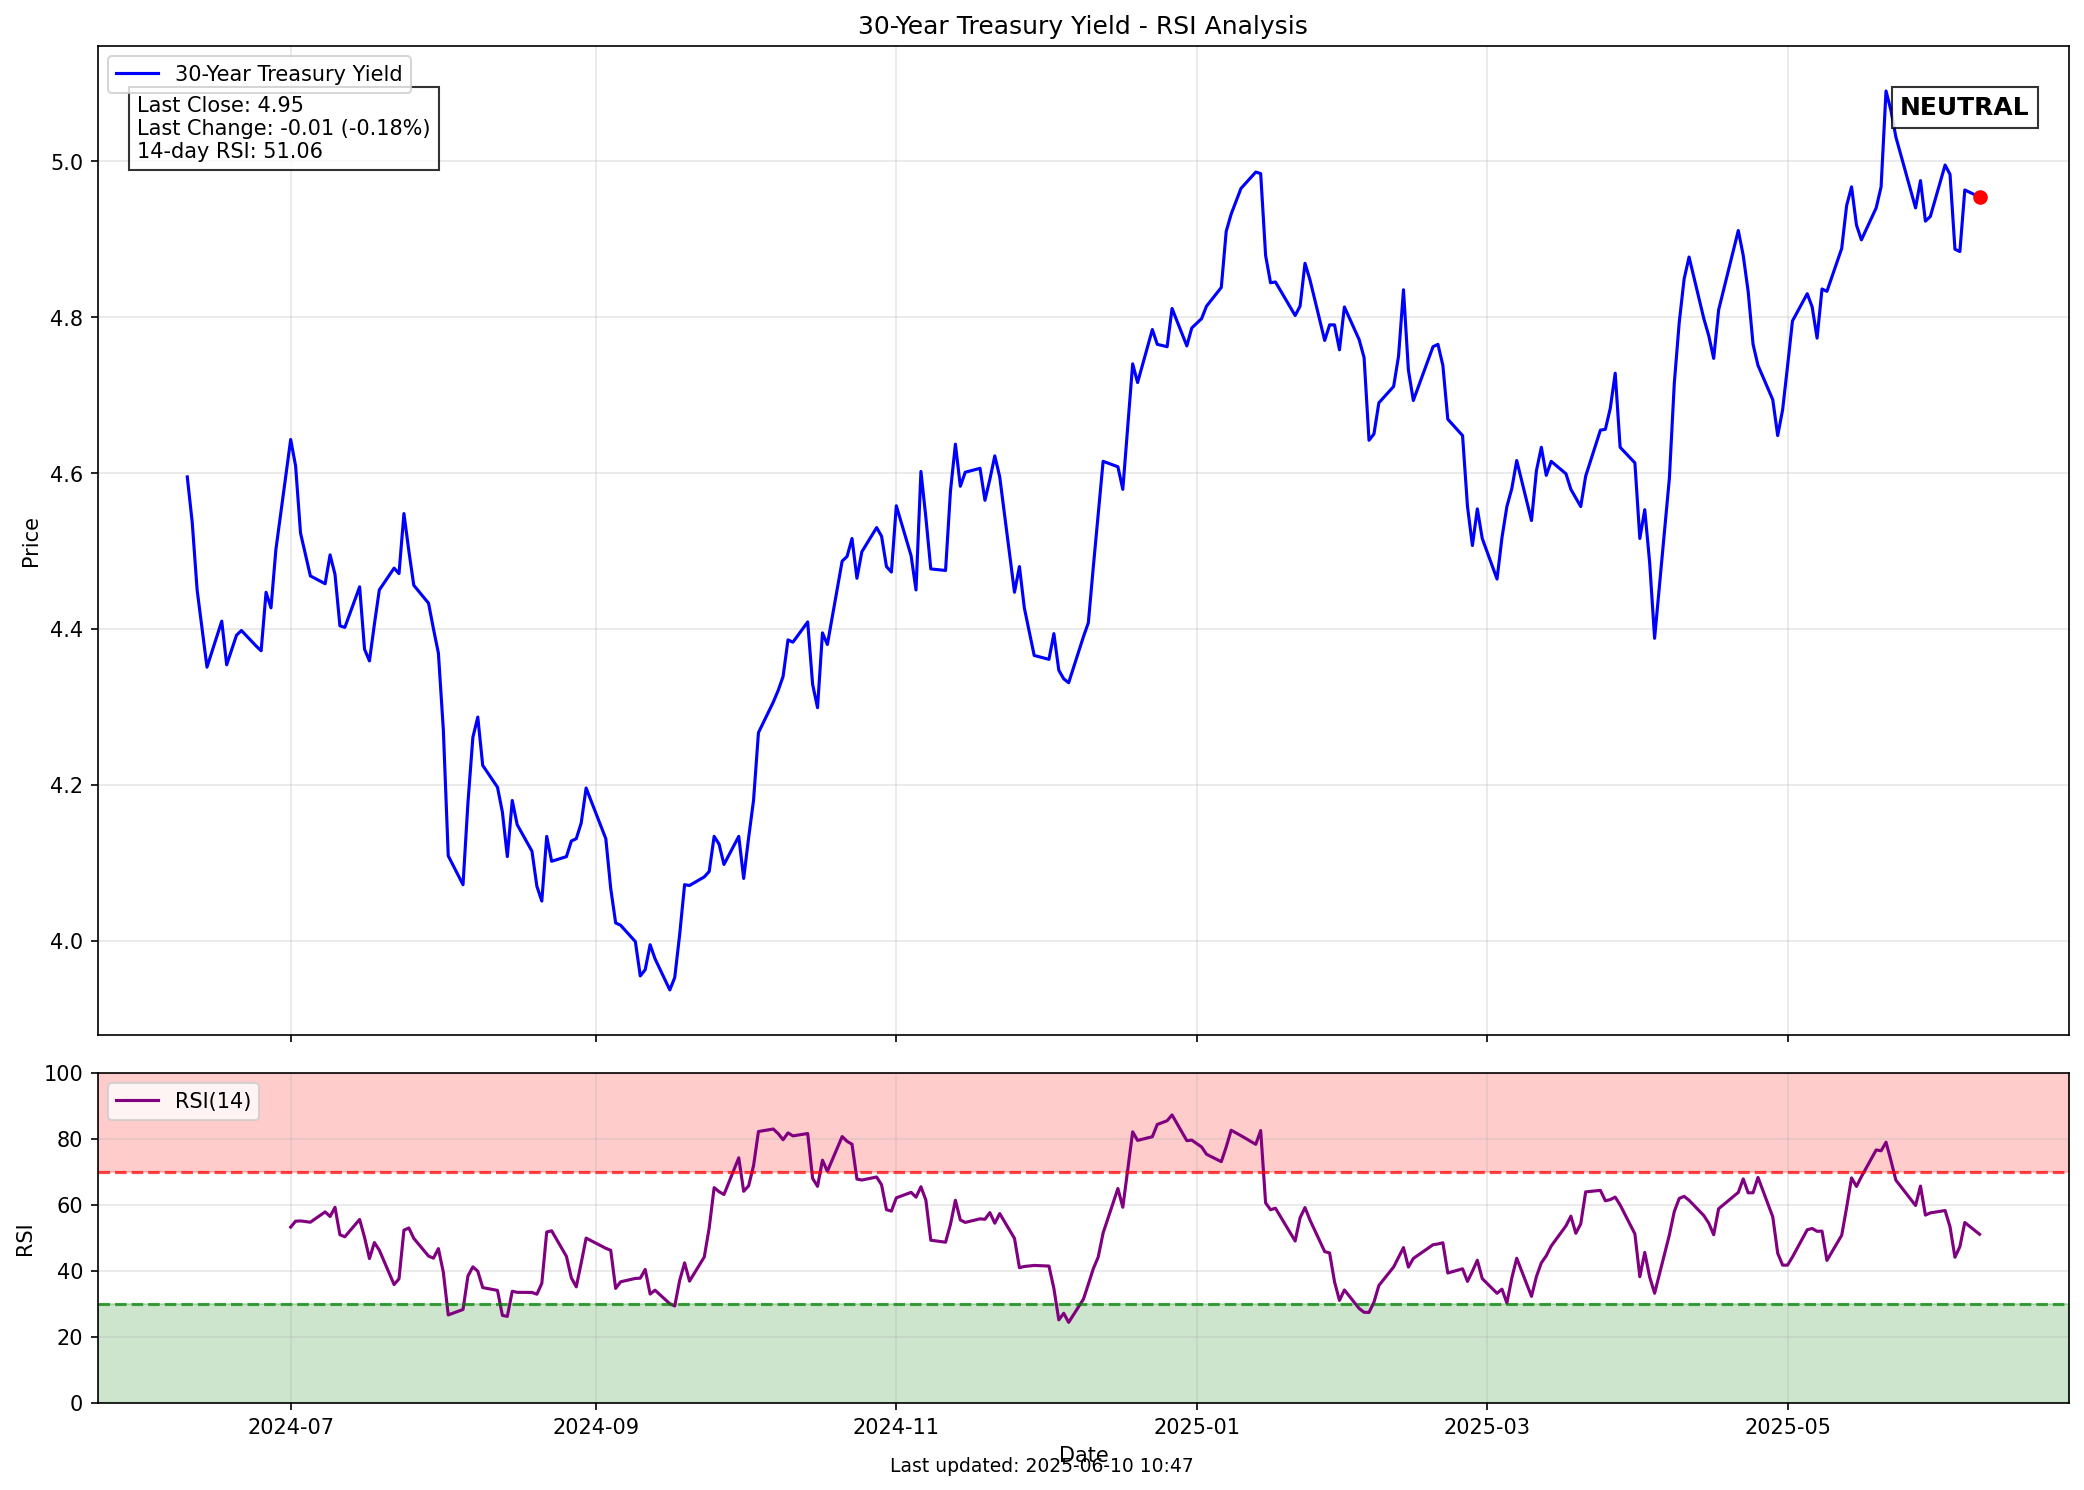 30-Year Treasury Yield - RSI Analysis
30-Year Treasury Yield
Last Close: 4.95
Last Change: -0.01 (-0.18%)
14-day RSI: 51.06
NEUTRAL
Price
5.0
4.8
4.6
4.4
4.2
4.0
RSI(14)
RSI
100
80
60
40
20
0
2024-07
2024-09
2024-11
2025-01
2025-03
2025-05
Date
Last updated: 2025-06-10 10:47